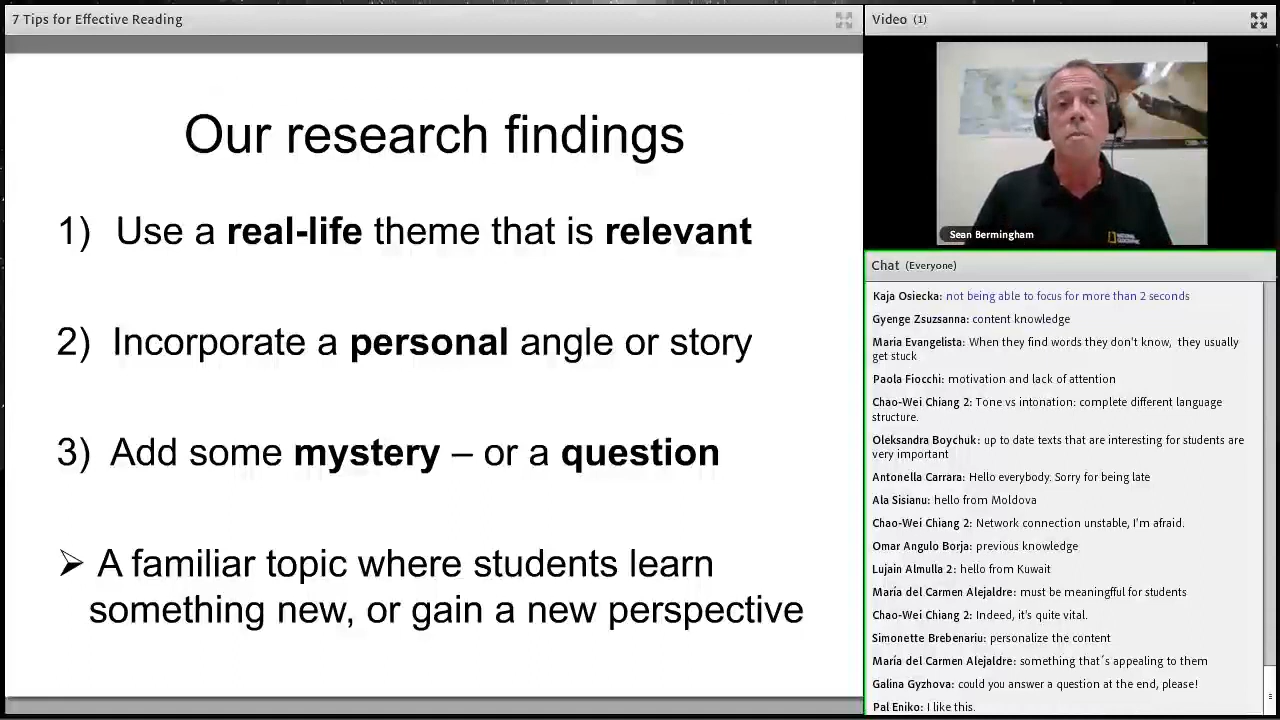 7 Tips for Effective Reading
Our research findings
1) Use a real-life theme that is relevant
2) Incorporate a personal angle or story
3) Add some mystery – or a question
➢ A familiar topic where students learn
something new, or gain a new perspective
Video (1)
Sean Bermingham
NATIONAL
GEOGRAPHIC
Chat (Everyone)
Kaja Osiecka: not being able to focus for more than 2 seconds
Gyenge Zsuzsanna: content knowledge
Maria Evangelista: When they find words they don't know, they usually
get stuck
Paola Fiocchi: motivation and lack of attention
Chao-Wei Chiang 2: Tone vs intonation: complete different language
structure.
Oleksandra Boychuk: up to date texts that are interesting for students are
very important
Antonella Carrara: Hello everybody. Sorry for being late
Ala Sisianu: hello from Moldova
Chao-Wei Chiang 2: Network connection unstable, I'm afraid.
Omar Angulo Borja: previous knowledge
Lujain Almulla 2: hello from Kuwait
María del Carmen Alejaldre: must be meaningfful for students
Chao-Wei Chiang 2: Indeed, it's quite vital.
Simonette Brebenariu: personalize the content
María del Carmen Alejaldre: something that´s appealing to them
Galina Gyzhova: could you answer a question at the end, please!
Pal Eniko: I like this.